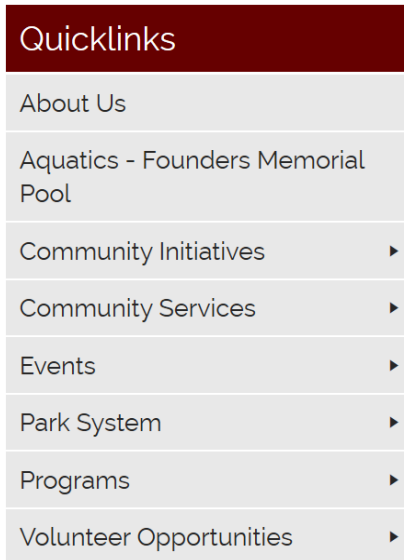 Quicklinks
About Us
Aquatics - Founders Memorial
Pool
Community Initiatives
Community Services
Events
Park System
Programs
Volunteer Opportunities